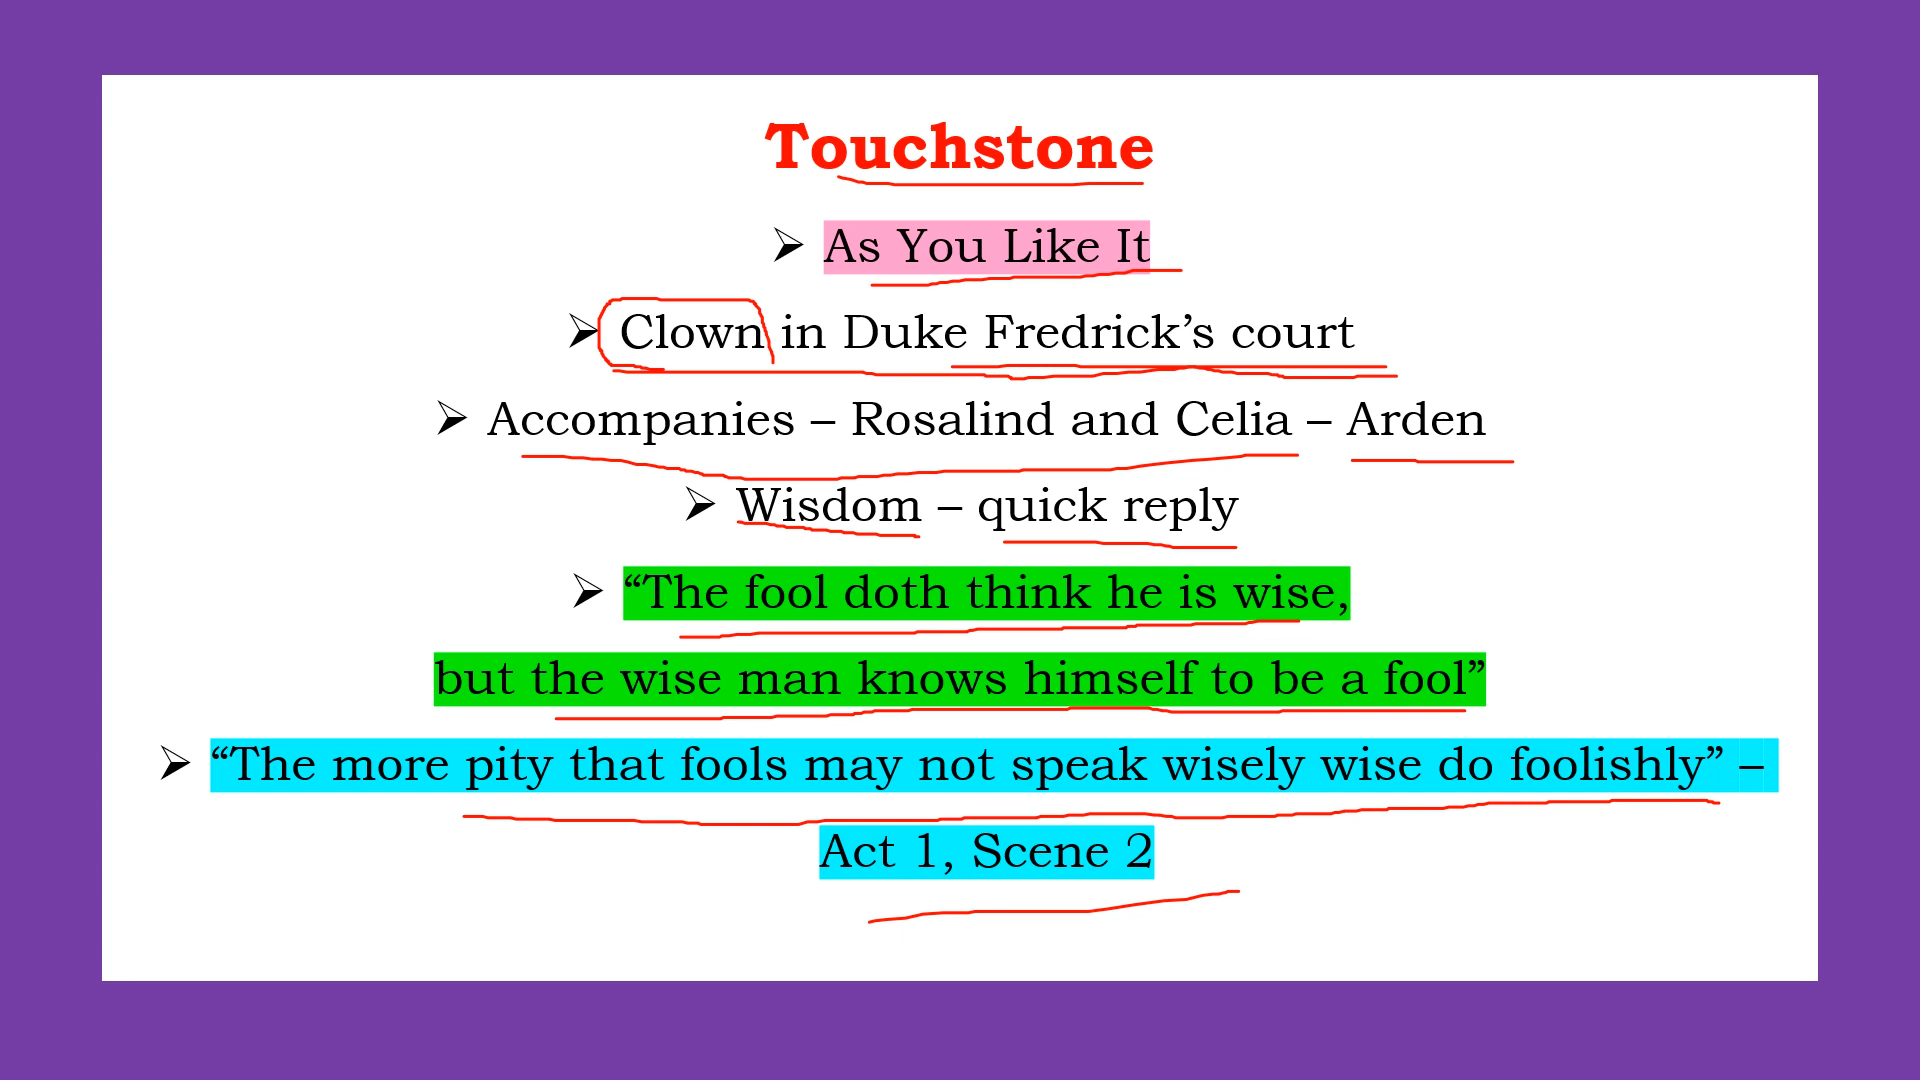 Touchstone
➢ As You Like It
➢ Clown in Duke Fredrick’s court
➢ Accompanies – Rosalind and Celia – Arden
➢ Wisdom – quick reply
➢ “The fool doth think he is wise,
but the wise man knows himself to be a fool”
➢ “The more pity that fools may not speak wisely wise do foolishly” –
Act 1, Scene 2